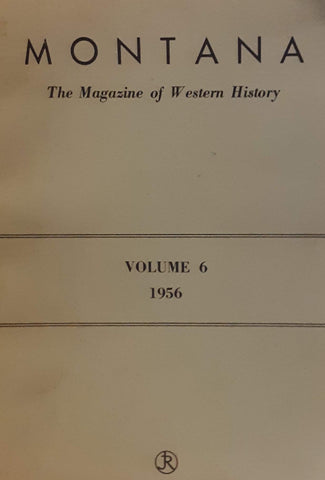 MONTANA
The Magazine of Western History
VOLUME 6
1956
JR